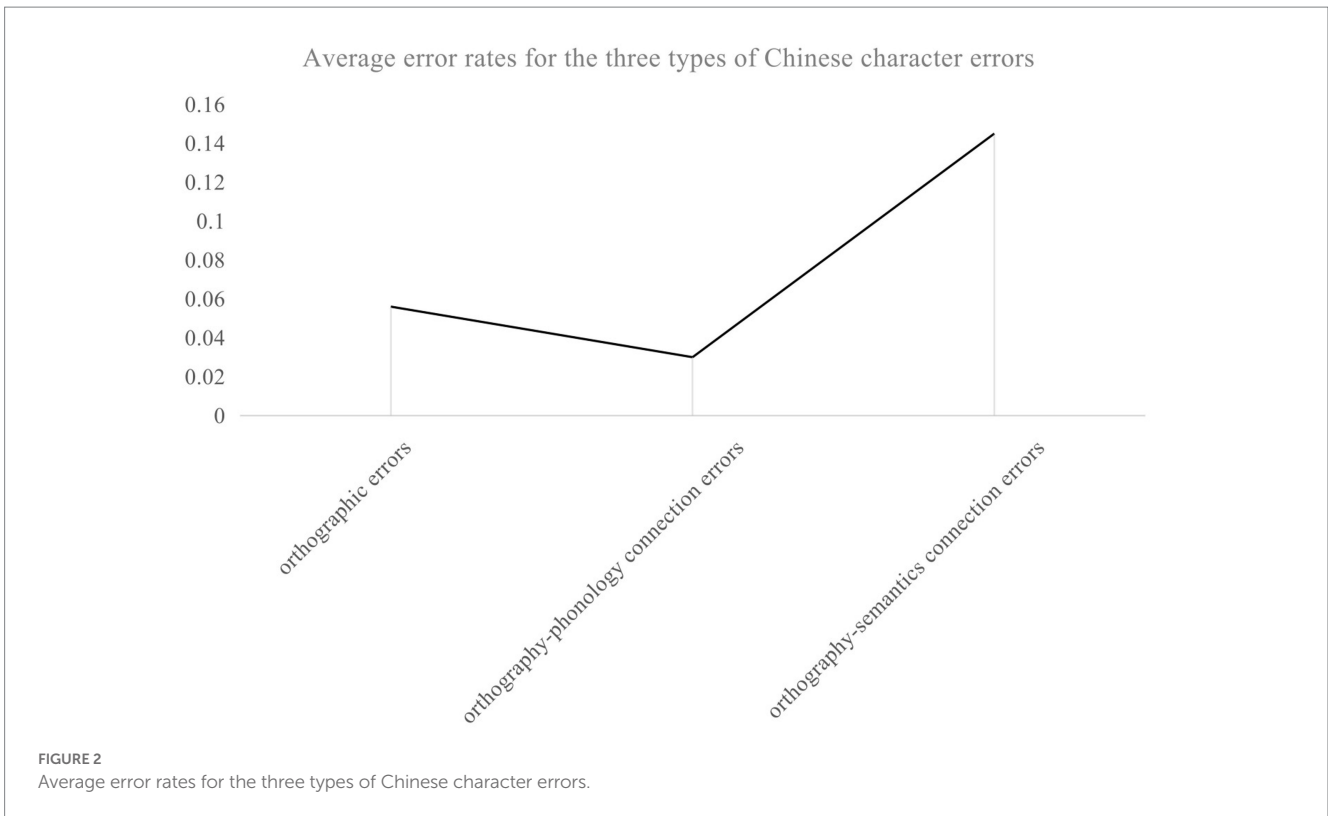 Average error rates for the three types of Chinese character errors
0.16
0.14
0.12
0.1
0.08
0.06
0.04
0.02
0
orthographic errors
orthography-phonology connection errors
orthography-semantics connection errors
FIGURE 2
Average error rates for the three types of Chinese character errors.